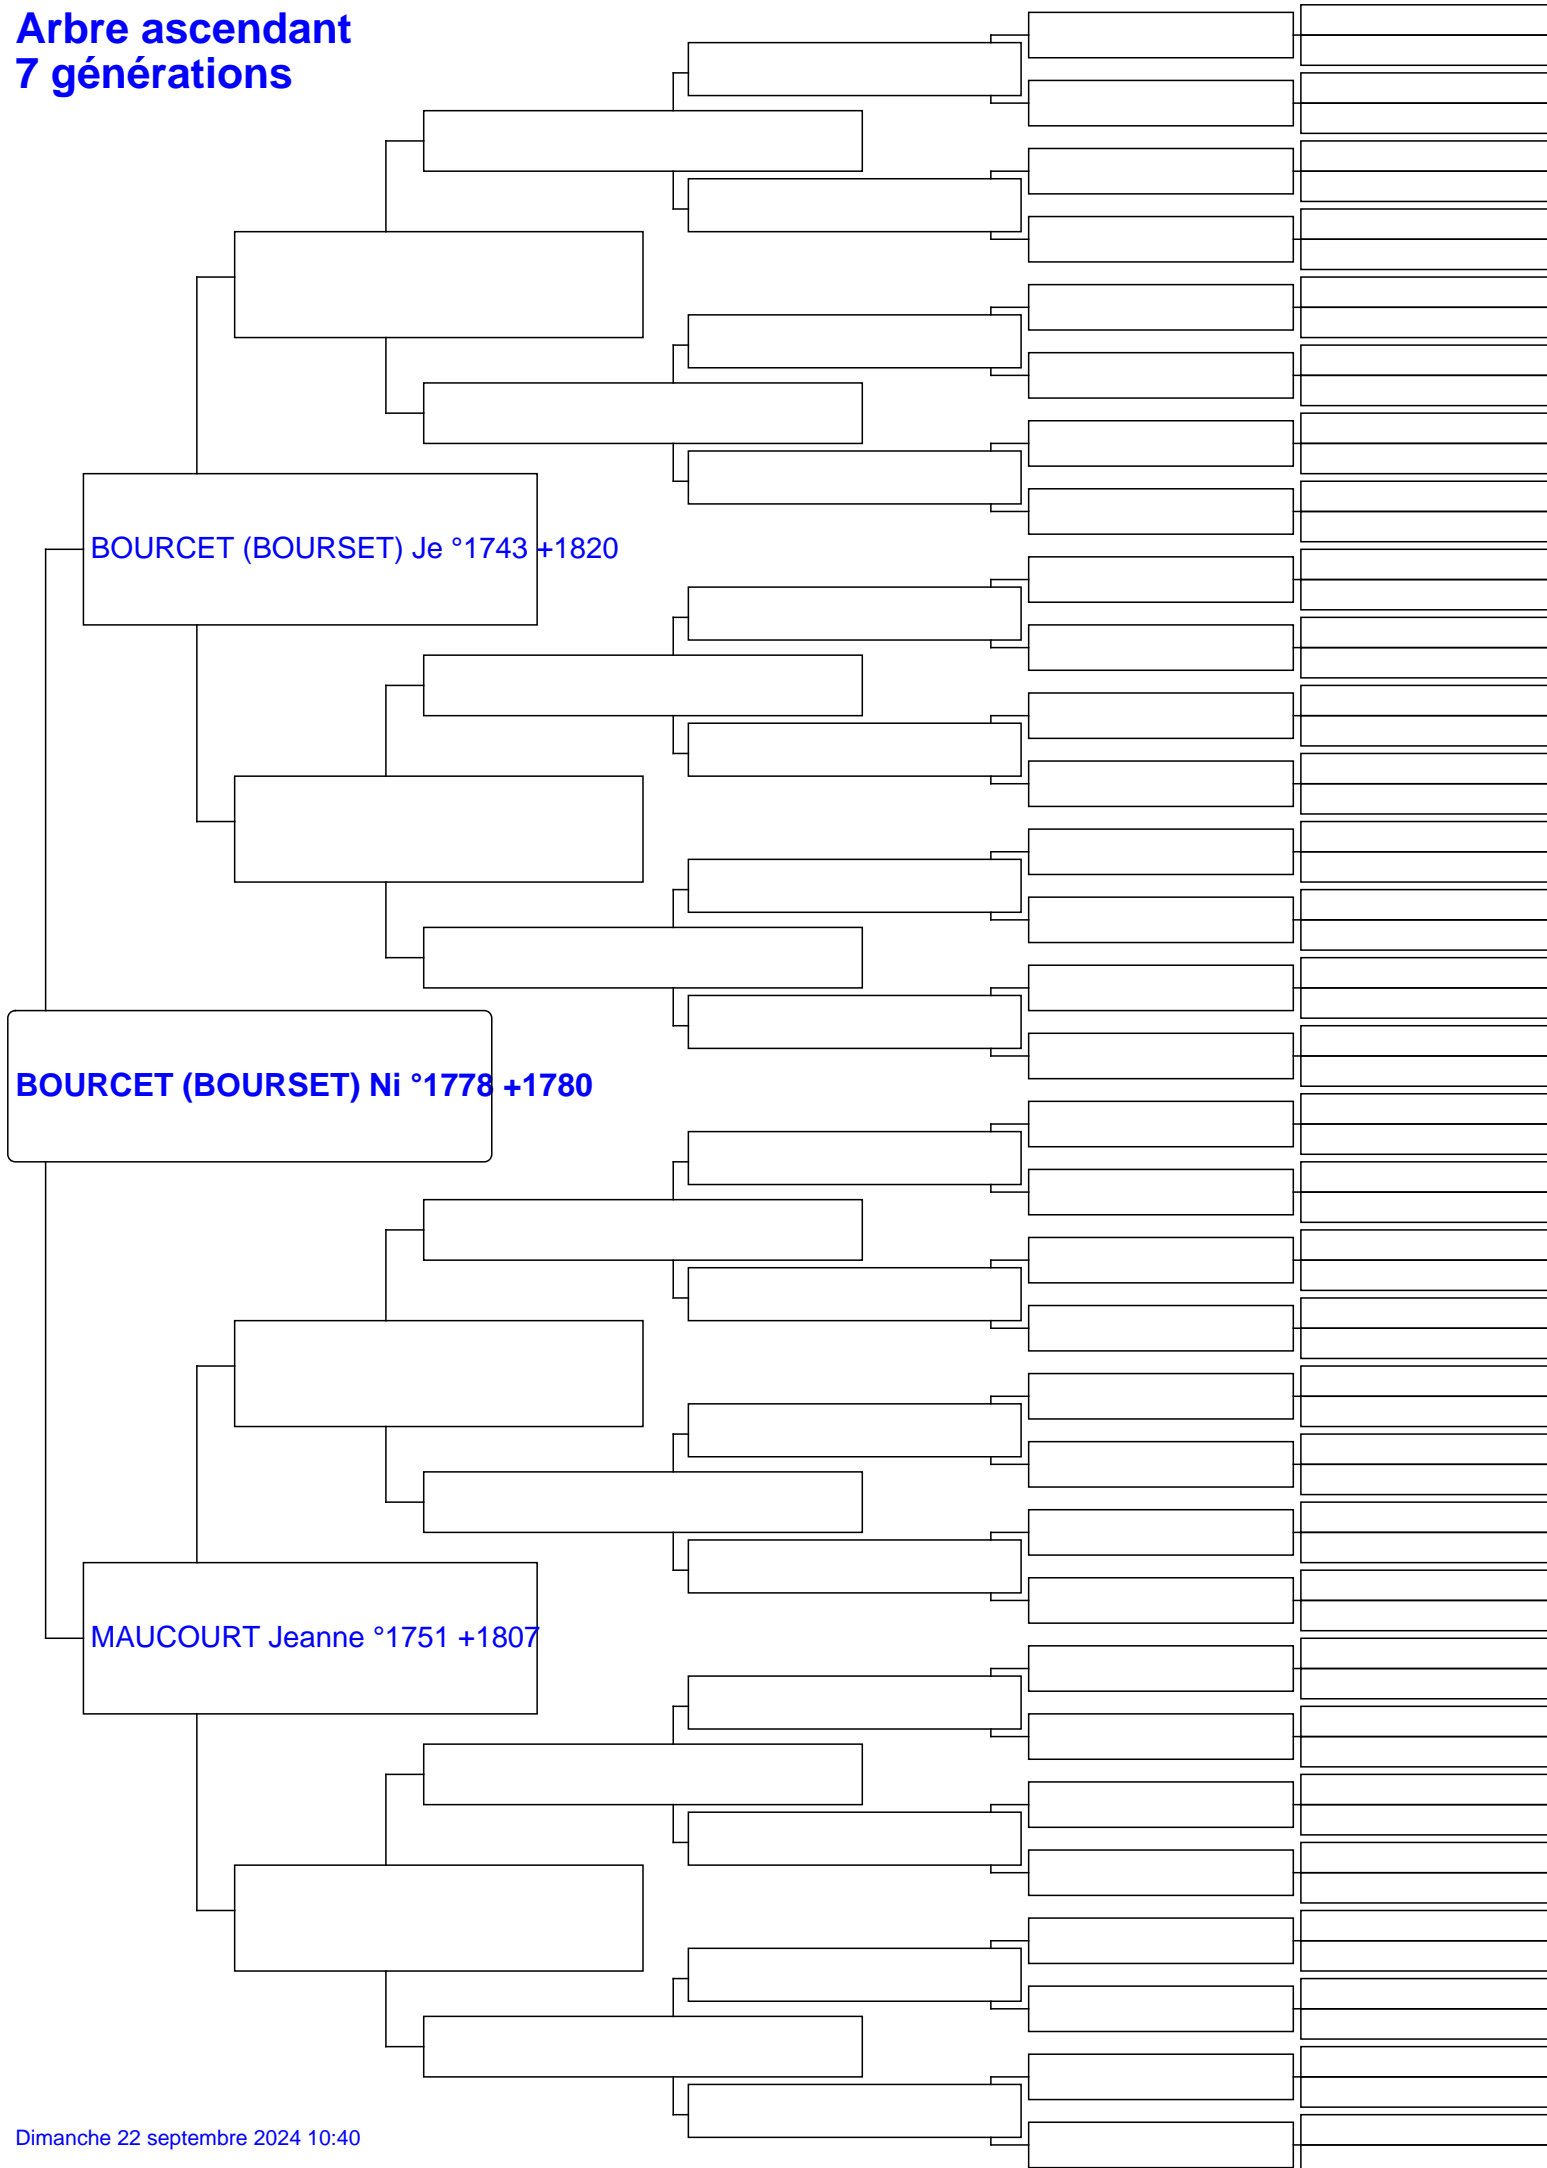 Arbre ascendant
7 générations
BOURCET (BOURSET) Je °1743 +1820
BOURCET (BOURSET) Ni °1778 +1780
MAUCOURT Jeanne °1751 +1807
Dimanche 22 septembre 2024 10:40